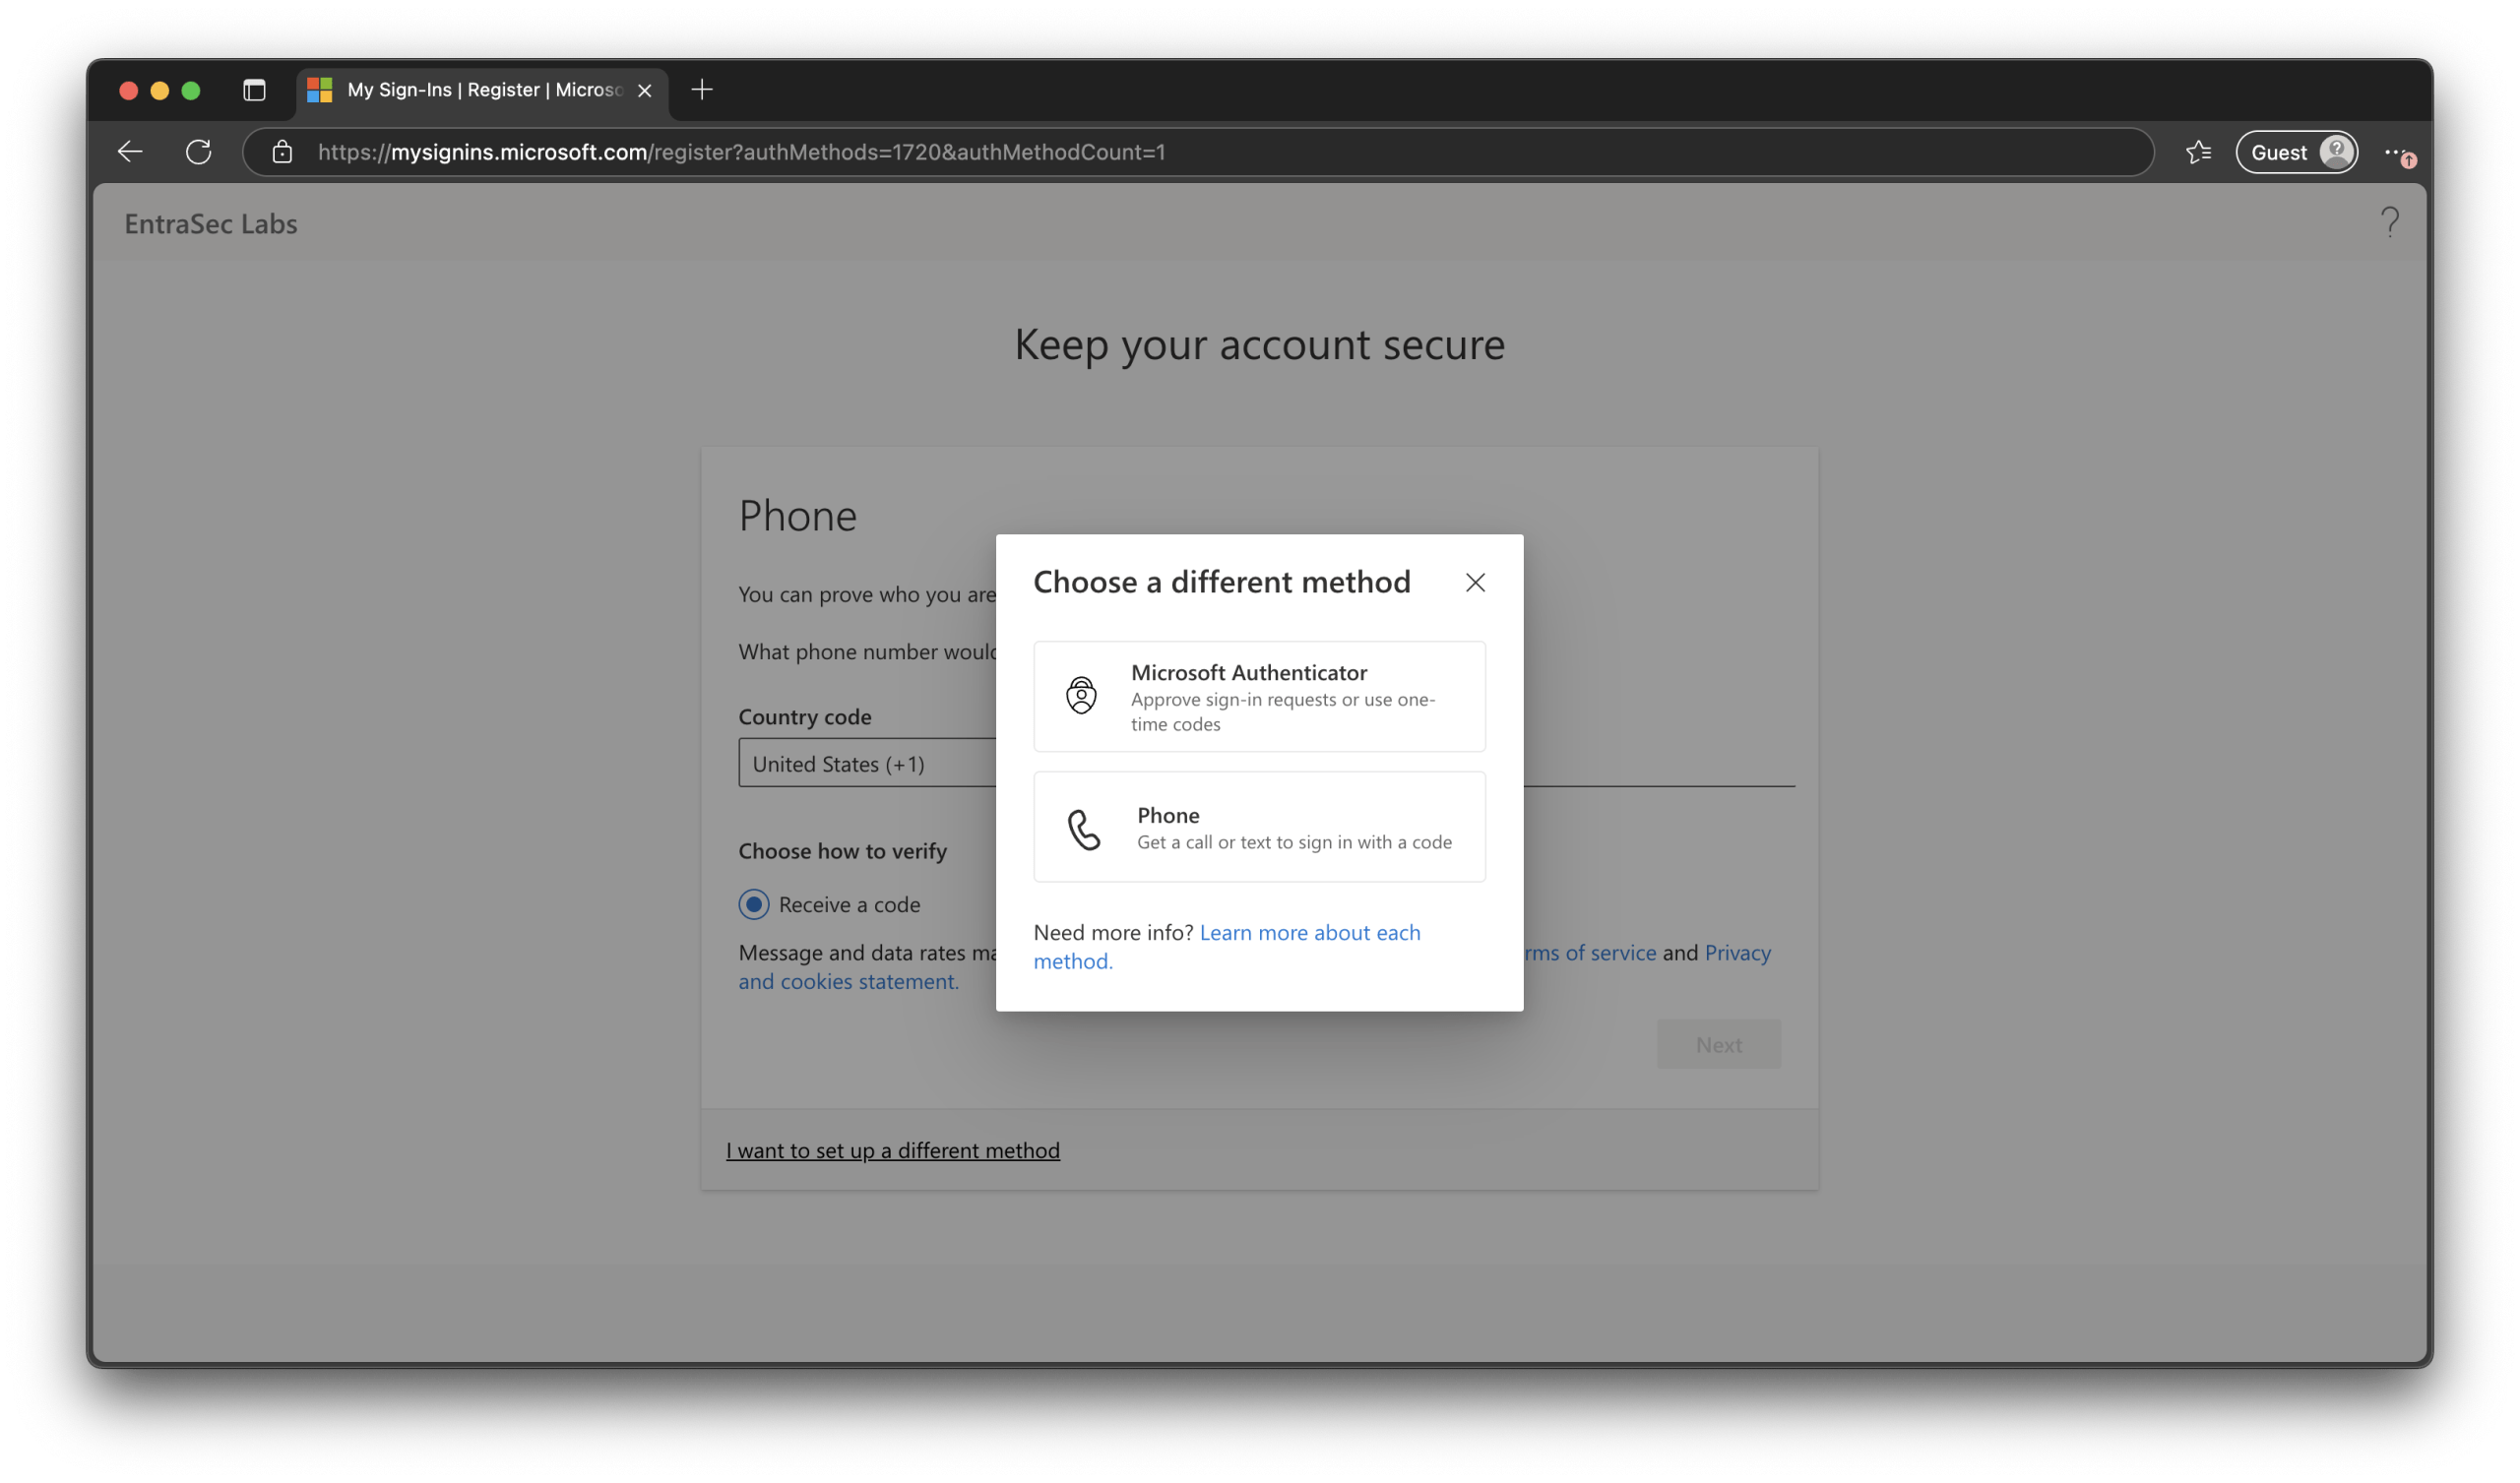 My Sign-Ins | Register | Micros
https://mysignins.microsoft.com/register?authMethods=1720&authMethodCount=1
Guest
EntraSec Labs
Keep your account secure
Phone
You can prove who you are
What phone number would
Country code
United States (+1)
Choose how to verify
Receive a code
Message and data rates ma
rms of service and Privacy
and cookies statement.
Next
I want to set up a different method
Choose a different method
Microsoft Authenticator
Approve sign-in requests or use one-
time codes
Phone
Get a call or text to sign in with a code
Need more info? Learn more about each
method.